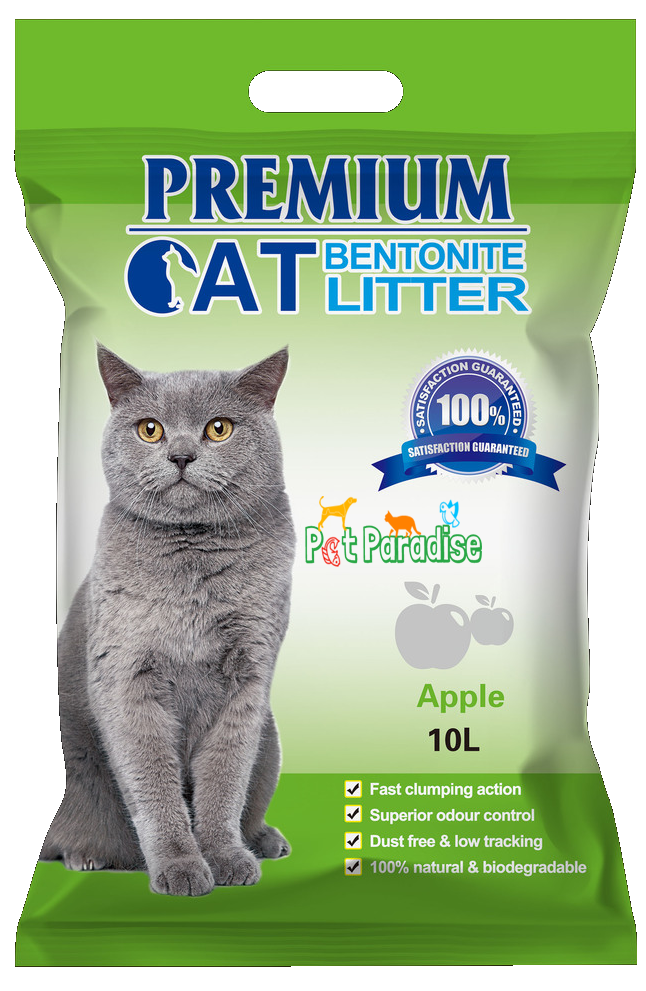 PREMIUM
CAT BENTONITE
LITTER
SATISFACTION GUARANTEED
100%
SATISFACTION GUARANTEED
Pet Paradise
Apple
10L
Fast clumping action
Superior odour control
Dust free & low tracking
100% natural & biodegradable